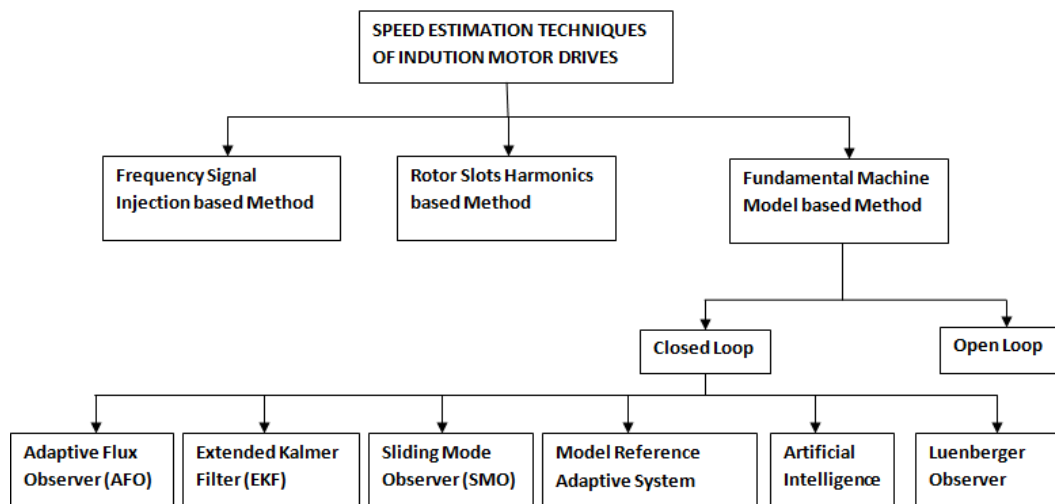 SPEED ESTIMATION TECHNIQUES
OF INDUTION MOTOR DRIVES
Frequency Signal
Injection based Method
Rotor Slots Harmonics
based Method
Fundamental Machine
Model based Method
Closed Loop
Open Loop
Adaptive Flux
Observer (AFO)
Extended Kalmer
Filter (EKF)
Sliding Mode
Observer (SMO)
Model Reference
Adaptive System
Artificial
Intelligence
Luenberger
Observer